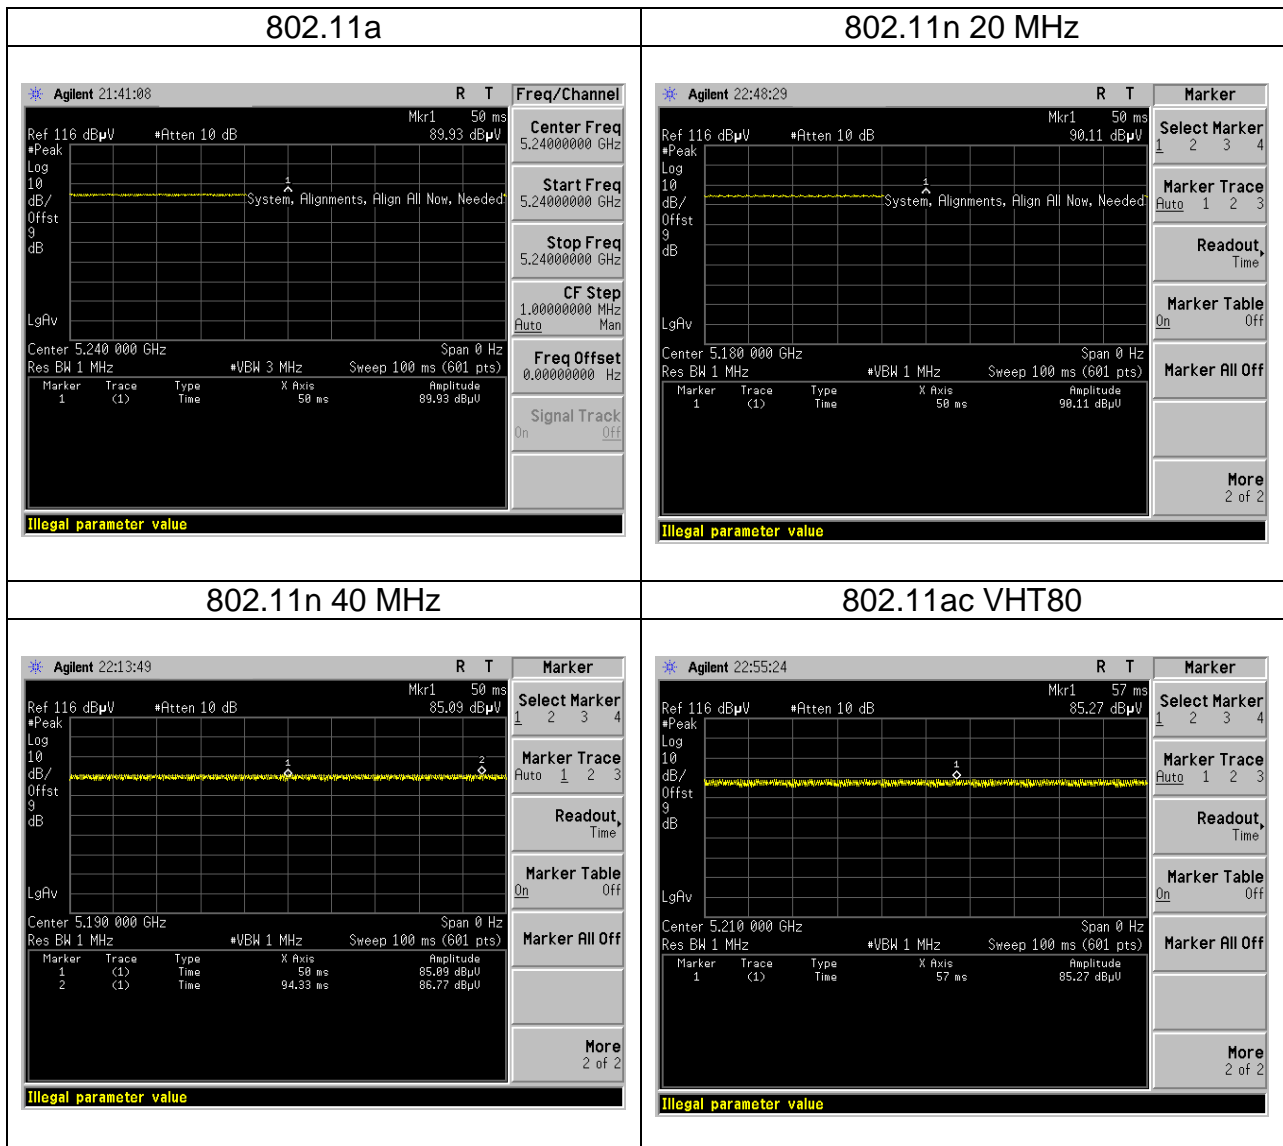 802.11a
Agilent 21:41:08 R T Freq/Channel
Mkr1 50 ms
Ref 116 dBµV #Atten 10 dB 89.93 dBµV
#Peak
Log
10
dB/
Offst
9
dB
LgAv
1
System, Alignments, Align All Now, Needed
Center 5.240 000 GHz Span 0 Hz
Res BW 1 MHz #VBW 3 MHz Sweep 100 ms (601 pts)
Marker Trace Type X Axis Amplitude
1 (1) Time 50 ms 89.93 dBµV
Center Freq
5.24000000 GHz
Start Freq
5.24000000 GHz
Stop Freq
5.24000000 GHz
CF Step
1.00000000 MHz
Auto Man
Freq Offset
0.00000000 Hz
Signal Track
On Off
Illegal parameter value
802.11n 20 MHz
Agilent 22:48:29 R T Marker
Mkr1 50 ms
Ref 116 dBµV #Atten 10 dB 90.11 dBµV
#Peak
Log
10
dB/
Offst
9
dB
LgAv
1
System, Alignments, Align All Now, Needed
Center 5.180 000 GHz Span 0 Hz
Res BW 1 MHz #VBW 1 MHz Sweep 100 ms (601 pts)
Marker Trace Type X Axis Amplitude
1 (1) Time 50 ms 90.11 dBµV
Select Marker
1 2 3 4
Marker Trace
Auto 1 2 3
Readout
Time
Marker Table
On Off
Marker All Off
More
2 of 2
Illegal parameter value
802.11n 40 MHz
Agilent 22:13:49 R T Marker
Mkr1 50 ms
Ref 116 dBµV #Atten 10 dB 85.09 dBµV
#Peak
Log
10
dB/
Offst
9
dB
LgAv
1 2
Center 5.190 000 GHz Span 0 Hz
Res BW 1 MHz #VBW 1 MHz Sweep 100 ms (601 pts)
Marker Trace Type X Axis Amplitude
1 (1) Time 50 ms 85.09 dBµV
2 (1) Time 94.33 ms 86.77 dBµV
Select Marker
1 2 3 4
Marker Trace
Auto 1 2 3
Readout
Time
Marker Table
On Off
Marker All Off
More
2 of 2
Illegal parameter value
802.11ac VHT80
Agilent 22:55:24 R T Marker
Mkr1 57 ms
Ref 116 dBµV #Atten 10 dB 85.27 dBµV
#Peak
Log
10
dB/
Offst
9
dB
LgAv
1
Center 5.210 000 GHz Span 0 Hz
Res BW 1 MHz #VBW 1 MHz Sweep 100 ms (601 pts)
Marker Trace Type X Axis Amplitude
1 (1) Time 57 ms 85.27 dBµV
Select Marker
1 2 3 4
Marker Trace
Auto 1 2 3
Readout
Time
Marker Table
On Off
Marker All Off
More
2 of 2
Illegal parameter value